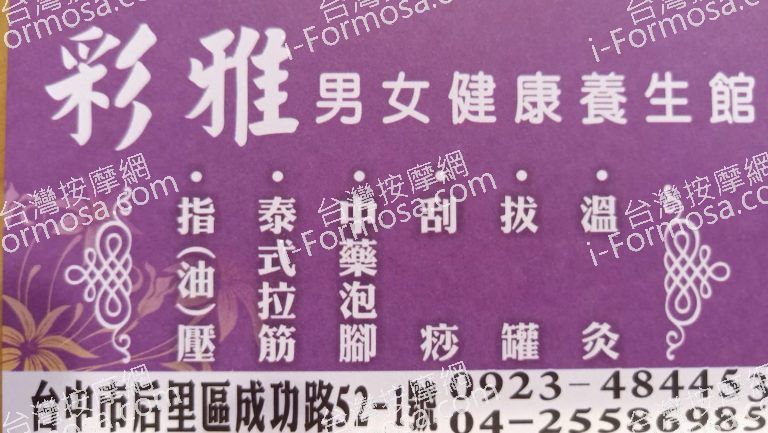 彩雅 男女健康養生館
•指(油)壓
•泰式拉筋
•中藥泡腳
•刮痧
•拔罐
•溫灸
台中市后里區成功路52-1號
0923-484453
04-25586985
台灣按摩網
i-Formosa.com